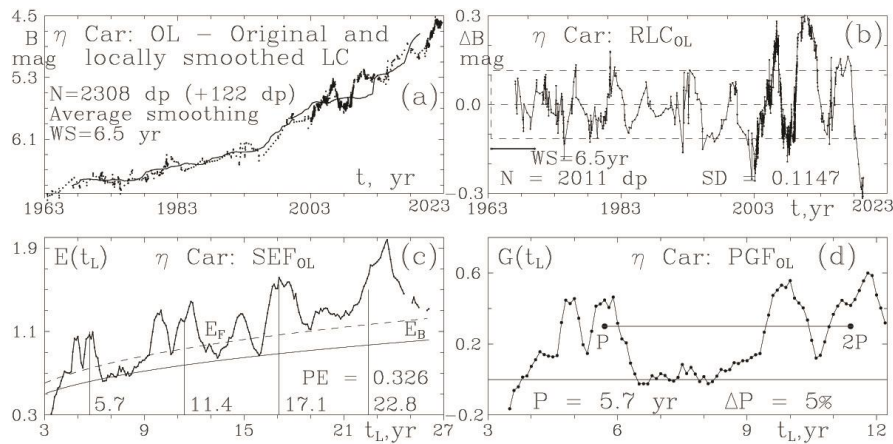 4.5
B
mag
5.3
6.1
η Car: OL – Original and
locally smoothed LC
N=2308 dp (+122 dp)
Average smoothing
WS=6.5 yr
(a)
t, yr
1963
1983
2003
2023
0.3
ΔB
mag
0.0
−0.3
η Car: RLC_OL
(b)
WS=6.5yr
N = 2011 dp
SD = 0.1147
t,yr
1963
1983
2003
2023
1.9
1.1
0.3
E(t_L)
η Car: SEF_OL
(c)
E_F
E_B
PE = 0.326
5.7
11.4
17.1
22.8
3
9
15
21
t_L,yr
27
0.6
0.2
−0.2
G(t_L)
η Car: PGF_OL
(d)
P
2P
P = 5.7 yr
ΔP = 5%
3
6
9
t_L,yr
12